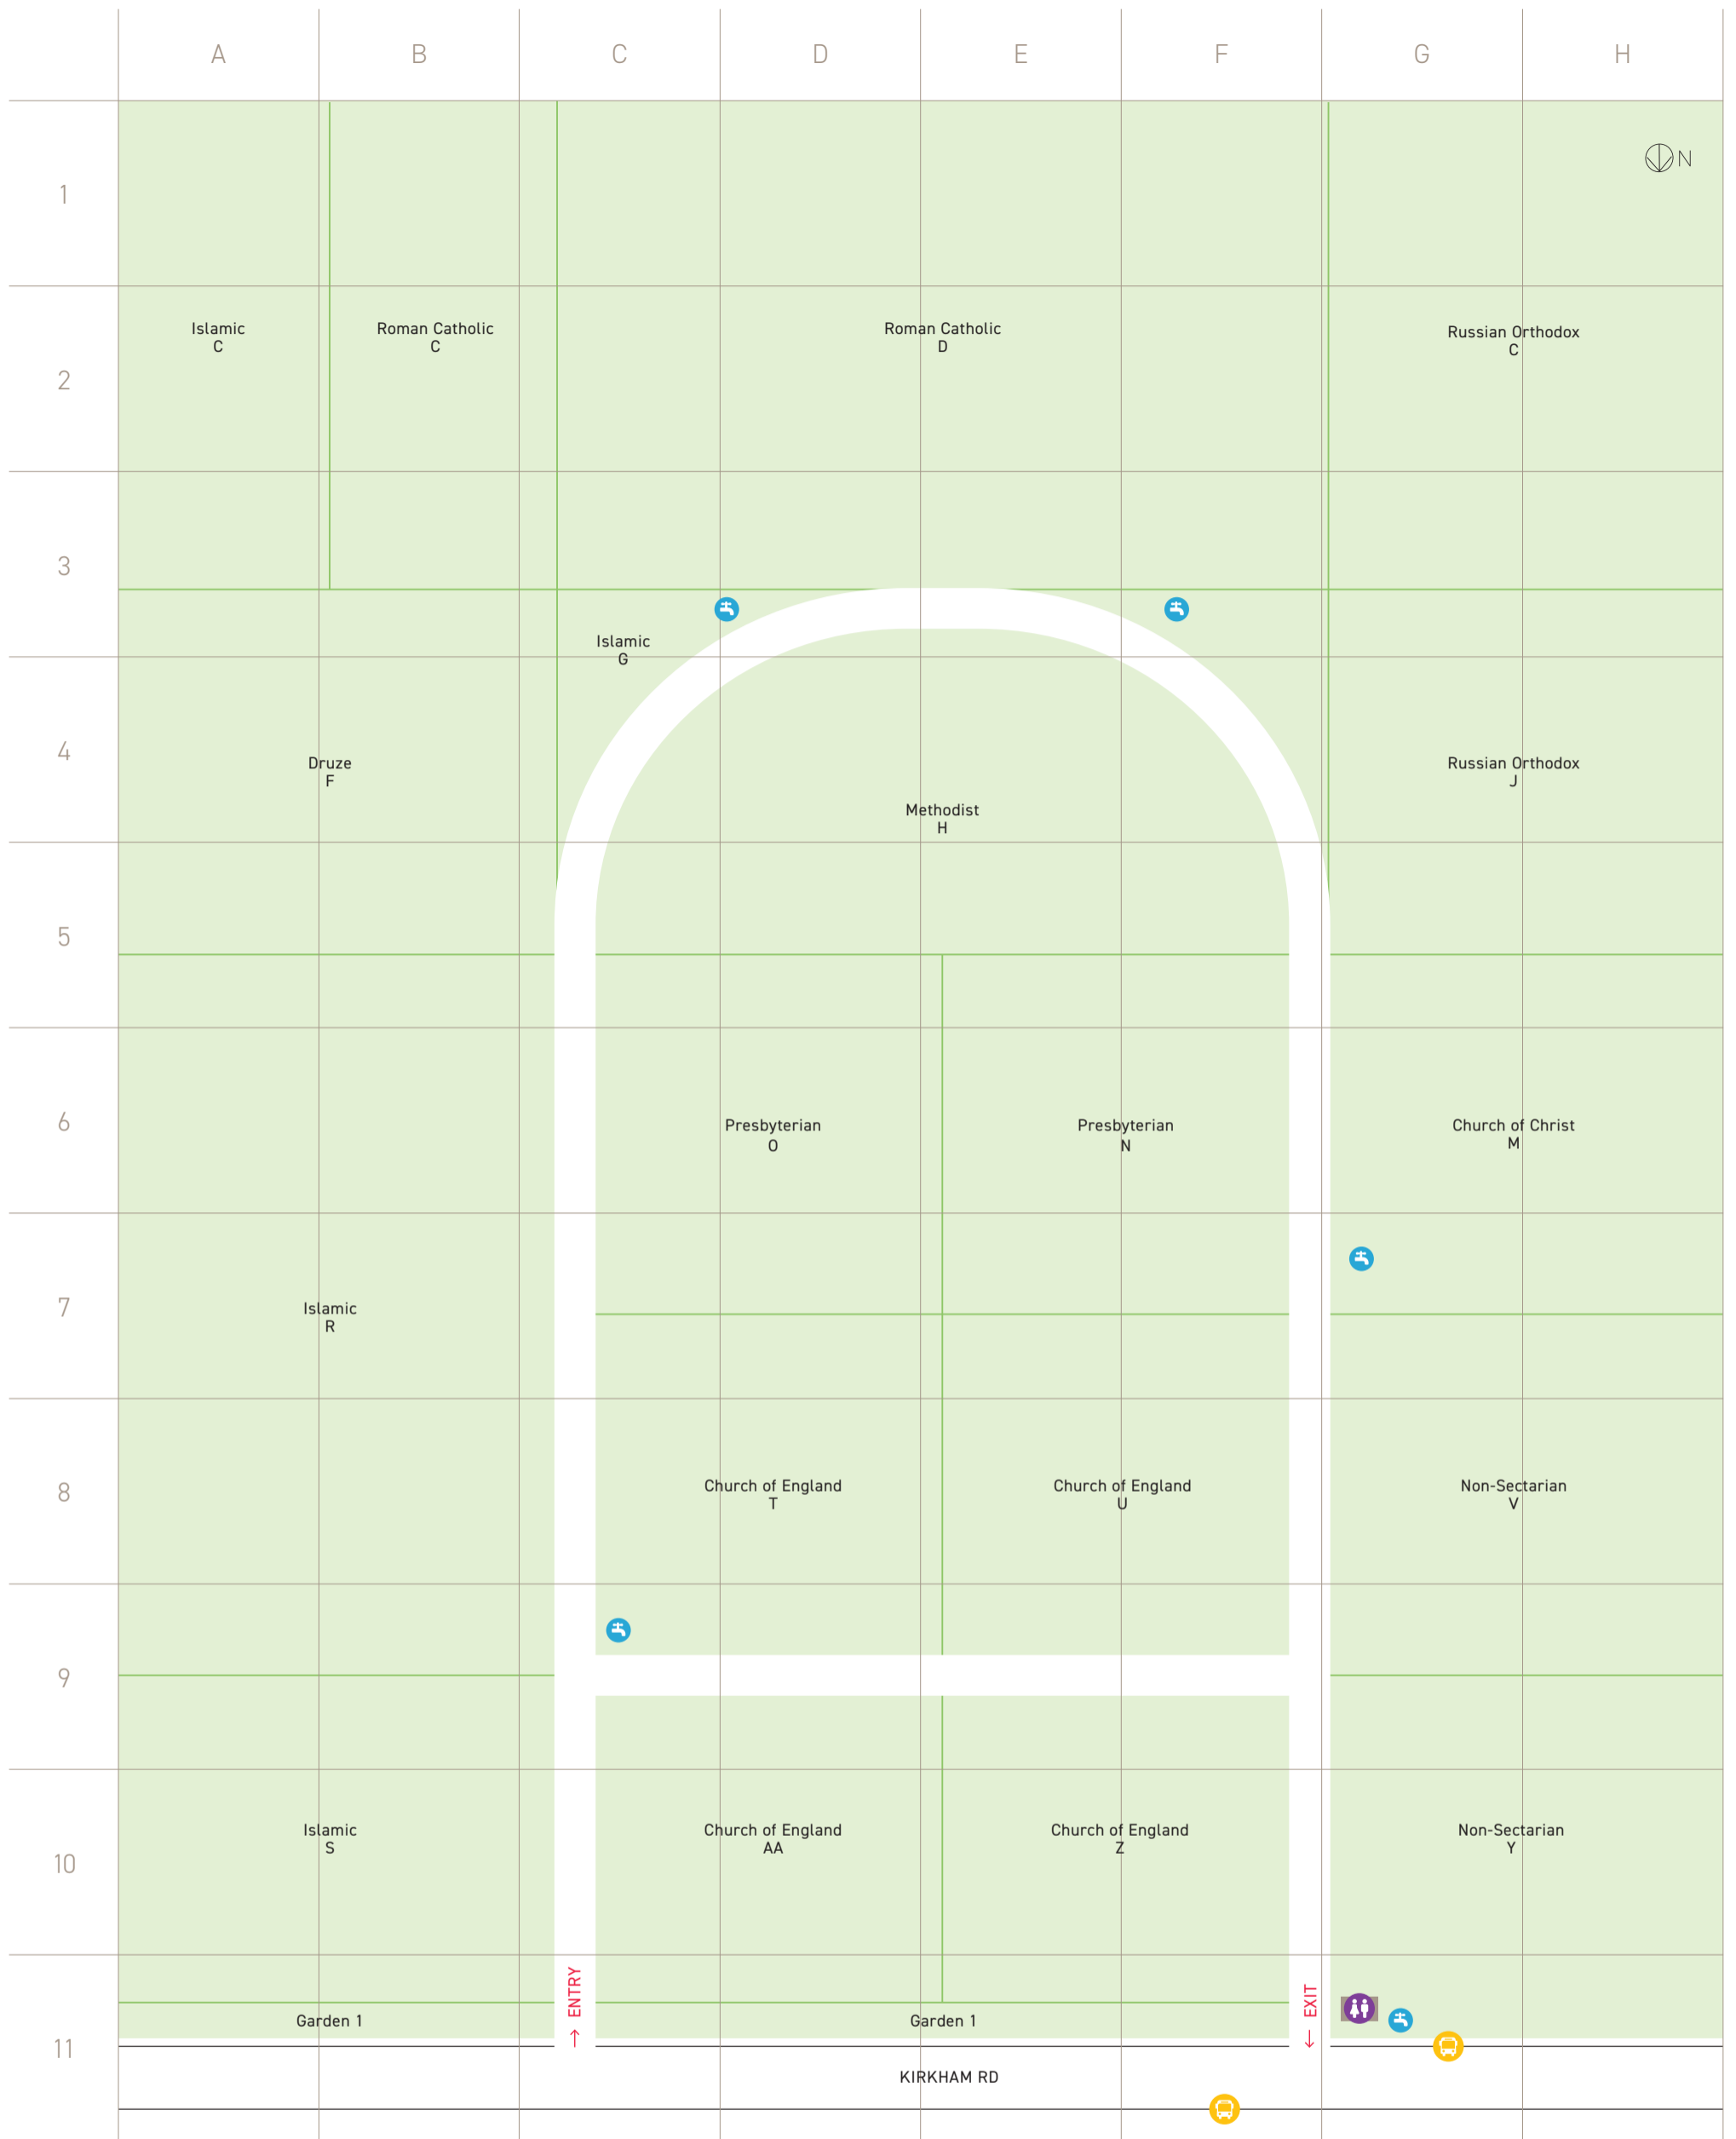 A B C D E F G H
N
1
Islamic
C
Roman Catholic
C
Roman Catholic
D
Russian Orthodox
C
2
3
Islamic
G
4
Druze
F
Russian Orthodox
J
Methodist
H
5
6
Presbyterian
O
Presbyterian
N
Church of Christ
M
7
Islamic
R
8
Church of England
T
Church of England
U
Non-Sectarian
V
9
10
Islamic
S
Church of England
AA
Church of England
Z
Non-Sectarian
Y
ENTRY
EXIT
Garden 1
Garden 1
11
KIRKHAM RD